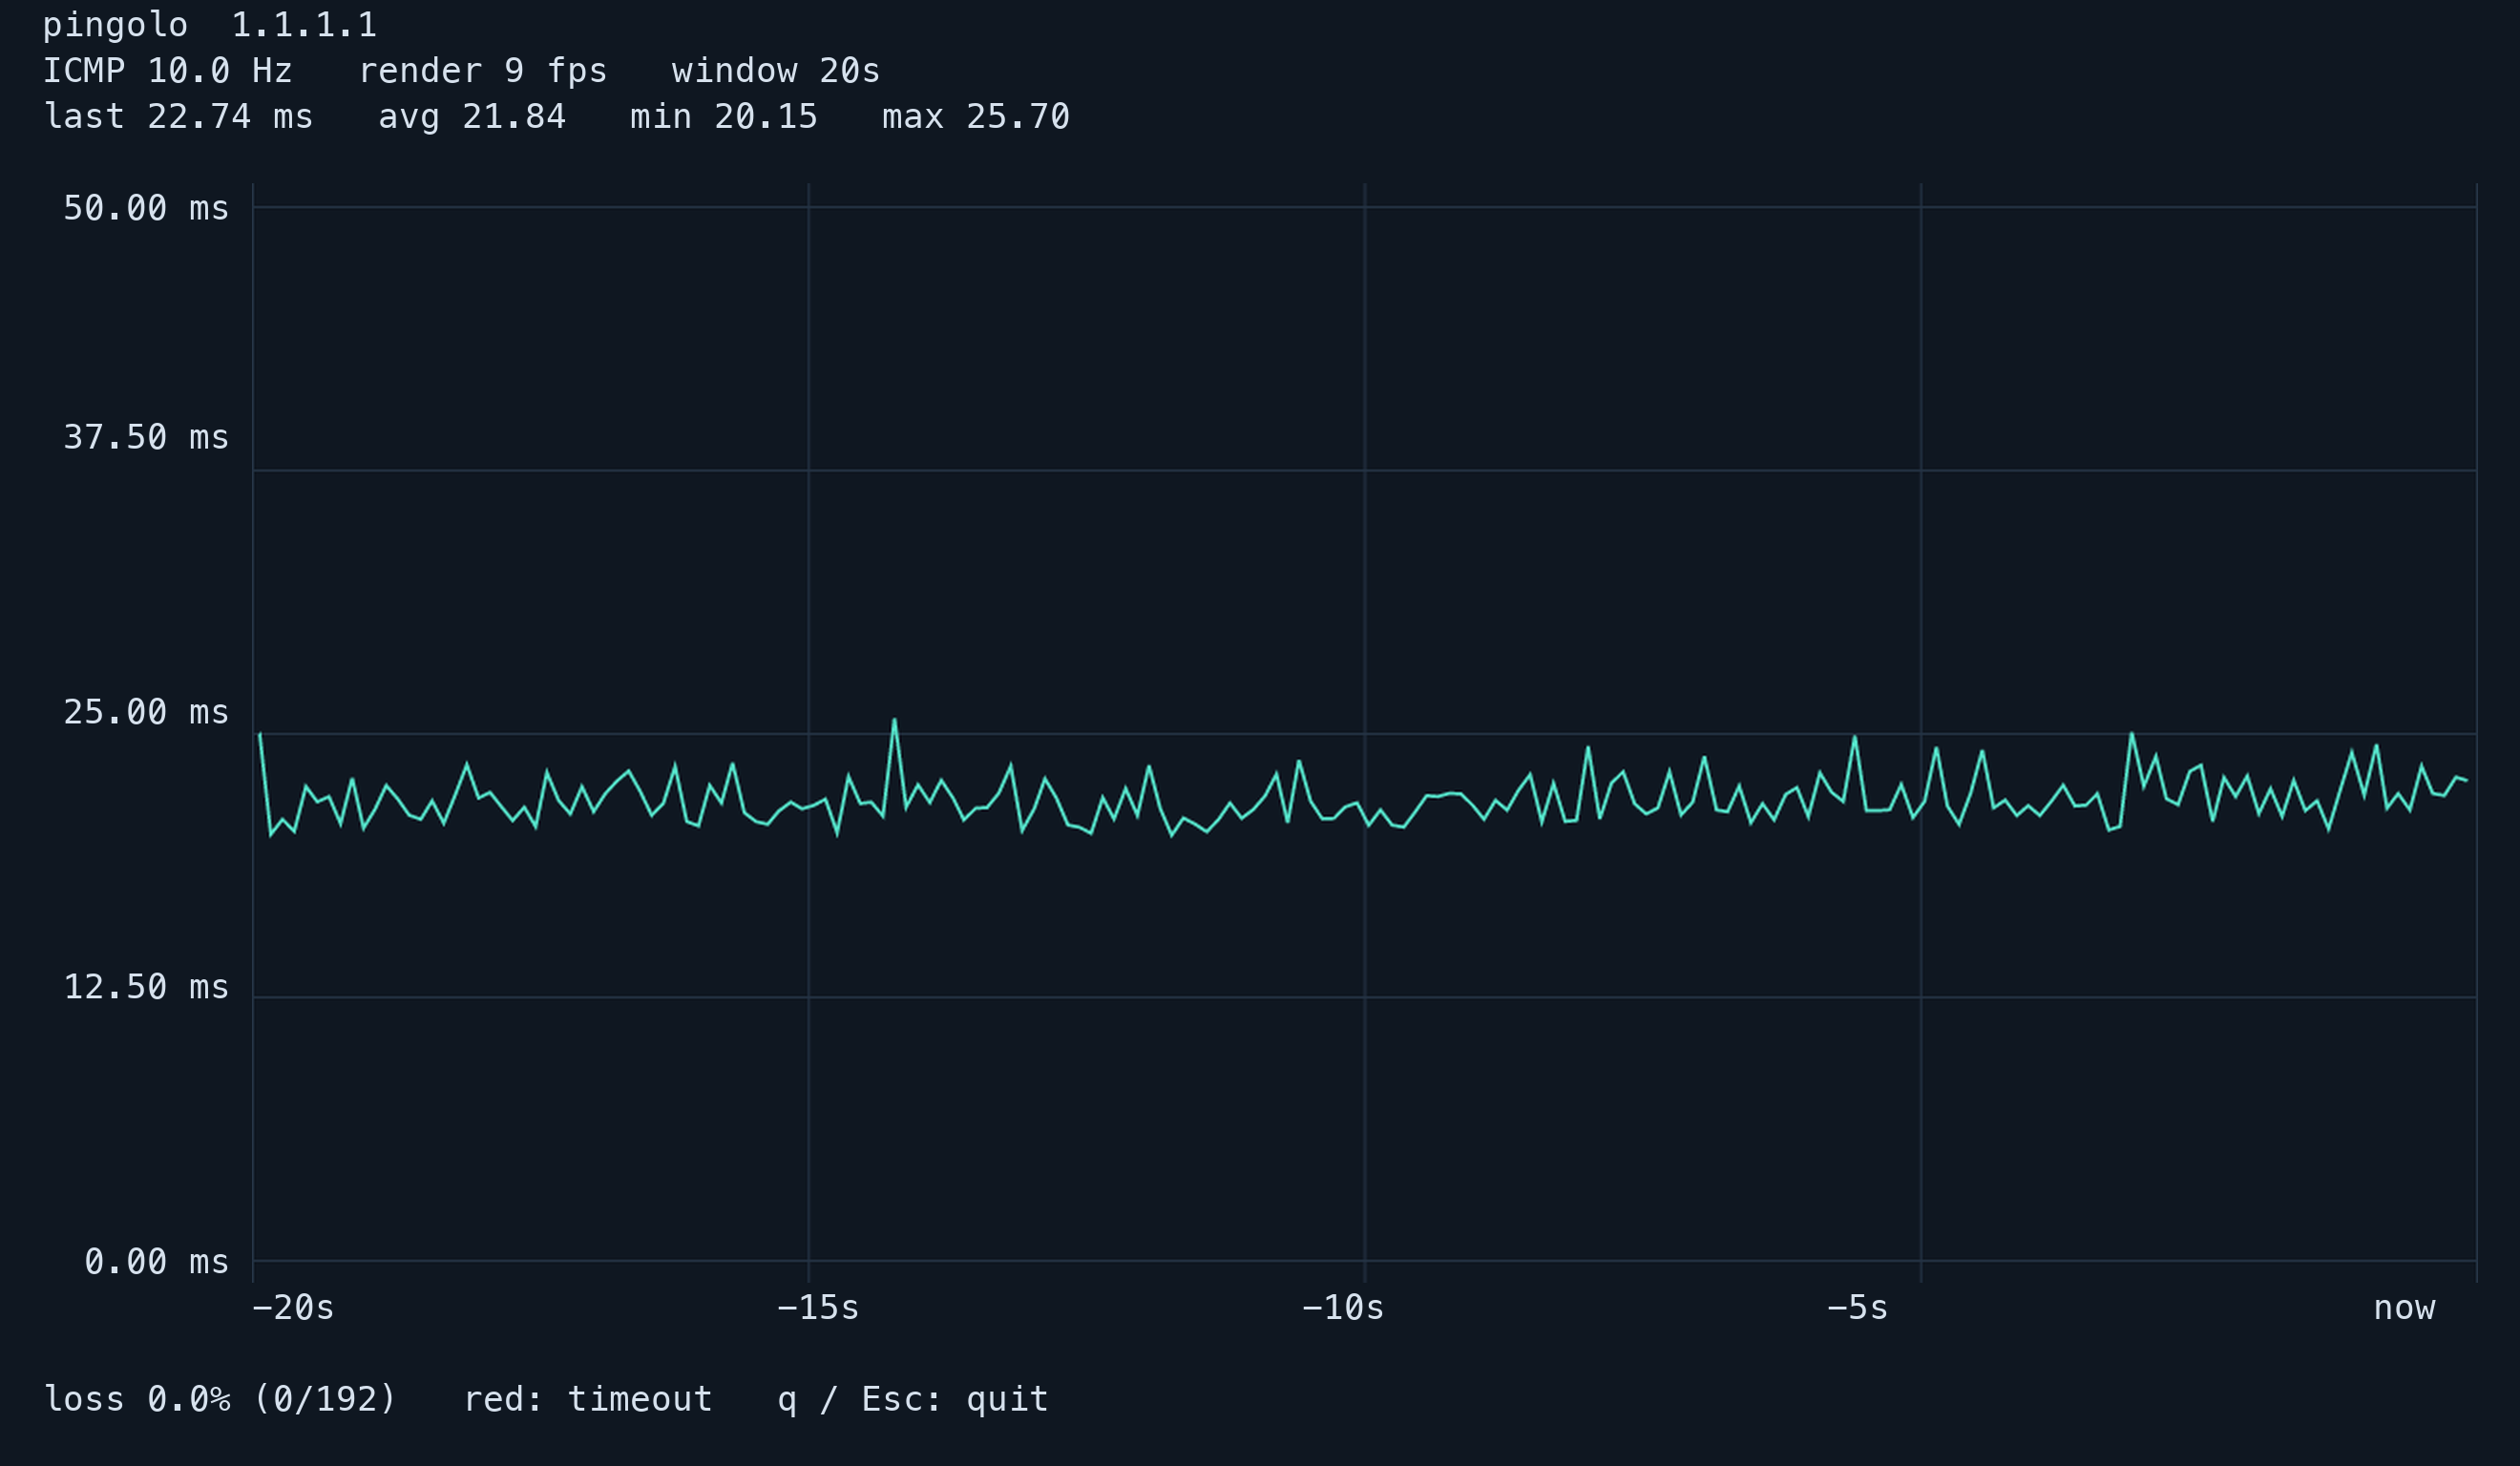 pingolo  1.1.1.1
ICMP 10.0 Hz   render 9 fps   window 20s
last 22.74 ms   avg 21.84   min 20.15   max 25.70
50.00 ms
37.50 ms
25.00 ms
12.50 ms
0.00 ms
−20s   −15s   −10s   −5s   now
loss 0.0% (0/192)   red: timeout   q / Esc: quit